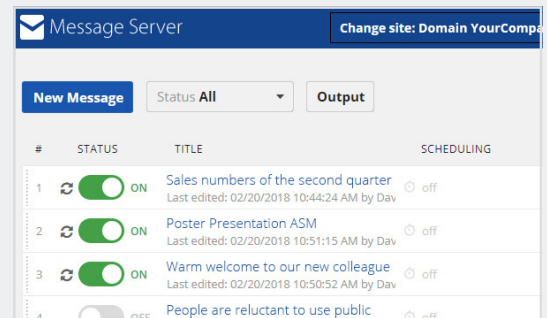 Message Server
Change site: Domain YourCompa
New Message
Status All
Output
# STATUS TITLE SCHEDULING
1 ON Sales numbers of the second quarter off
Last edited: 02/20/2018 10:44:24 AM by Dav
2 ON Poster Presentation ASM off
Last edited: 02/20/2018 10:51:15 AM by Dav
3 ON Warm welcome to our new colleague off
Last edited: 02/20/2018 10:50:52 AM by Dav
4 OFF People are reluctant to use public off